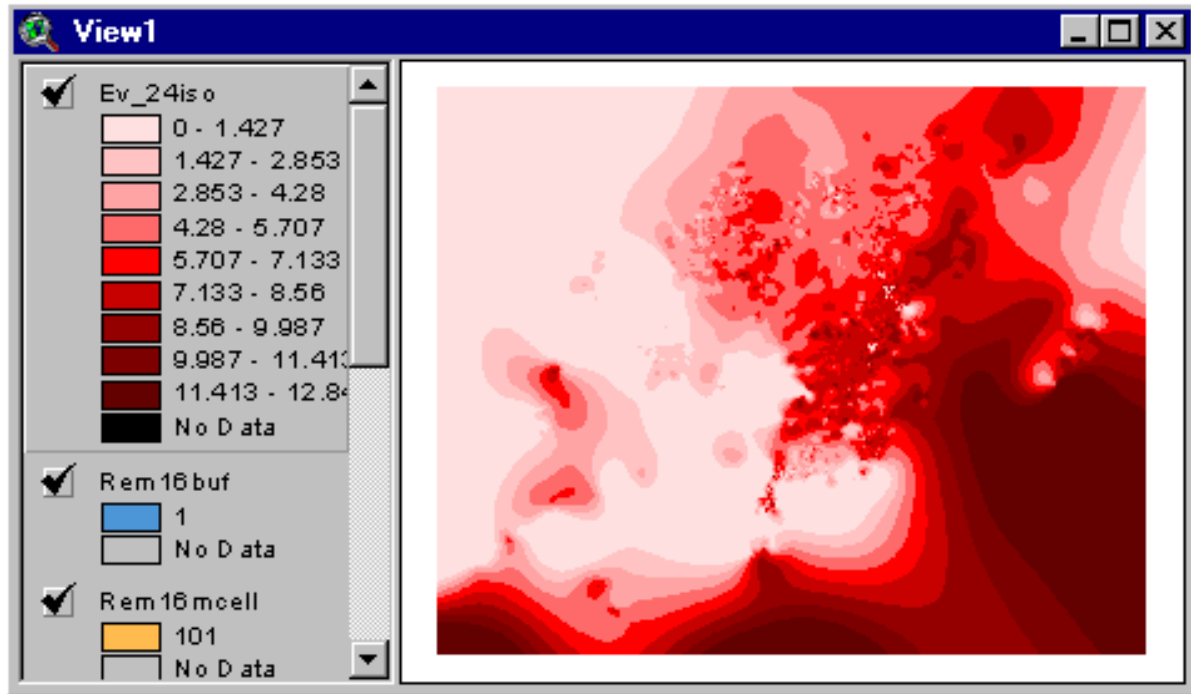 View1
Ev_24iso
0 - 1.427
1.427 - 2.853
2.853 - 4.28
4.28 - 5.707
5.707 - 7.133
7.133 - 8.56
8.56 - 9.987
9.987 - 11.413
11.413 - 12.84
No Data
Rem16buf
1
No Data
Rem16mcell
101
No Data